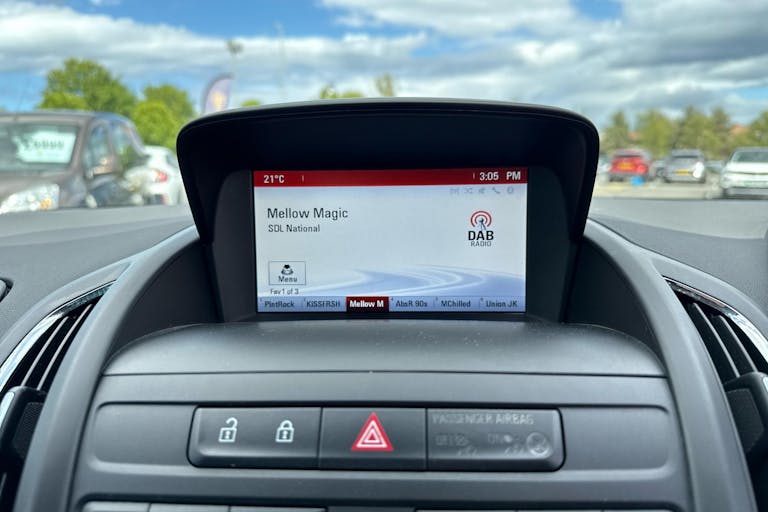 21°C 3:05 PM
Mellow Magic
SDL National
DAB
RADIO
Menu
Fav 1 of 3
PlntRock KISSFRSH Mellow M AbsR 90s MChilled Union JK
PASSENGER AIRBAG